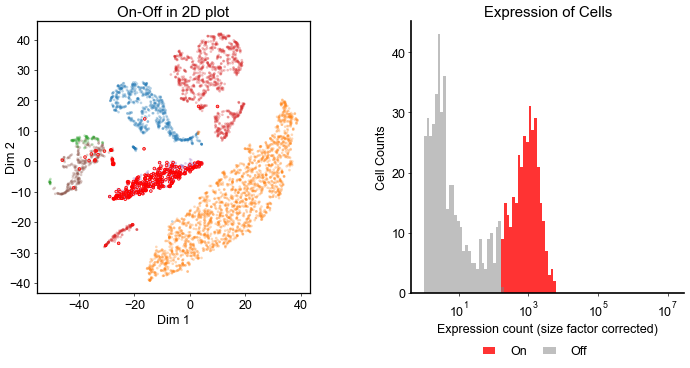 On-Off in 2D plot
Dim 2
40
30
20
10
0
−10
−20
−30
−40
−40
−20
0
20
40
Dim 1
Expression of Cells
Cell Counts
40
30
20
10
0
10^1
10^3
10^5
10^7
Expression count (size factor corrected)
On
Off